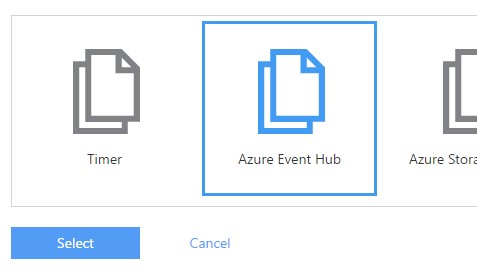 Timer
Azure Event Hub
Azure Stora
Select
Cancel